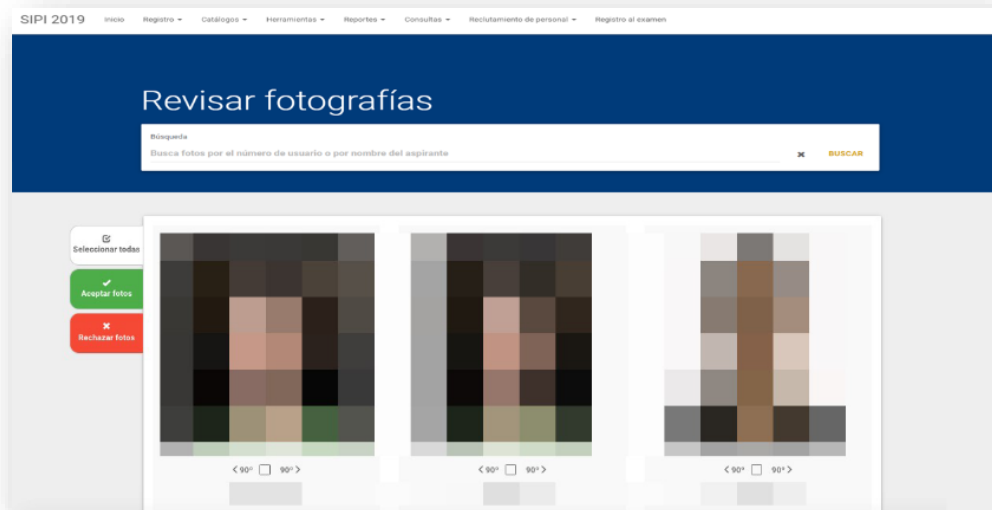 SIPI 2019 Inicio Registro Catálogos Herramientas Reportes Consultas Reclutamiento de personal Registro al examen
Revisar fotografías
Búsqueda
Busca fotos por el número de usuario o por nombre del aspirante
BUSCAR
Seleccionar todas
Aceptar fotos
Rechazar fotos
90° 90° 90° 90° 90° 90°